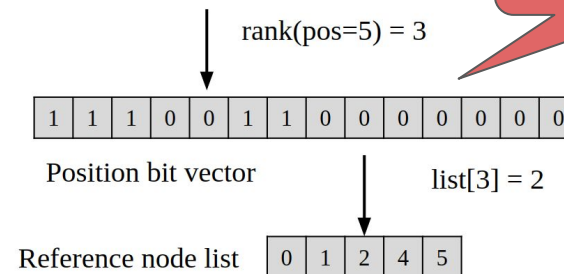 rank(pos=5) = 3
1 1 1 0 0 1 1 0 0 0 0 0 0 0
Position bit vector
list[3] = 2
Reference node list
0 1 2 4 5